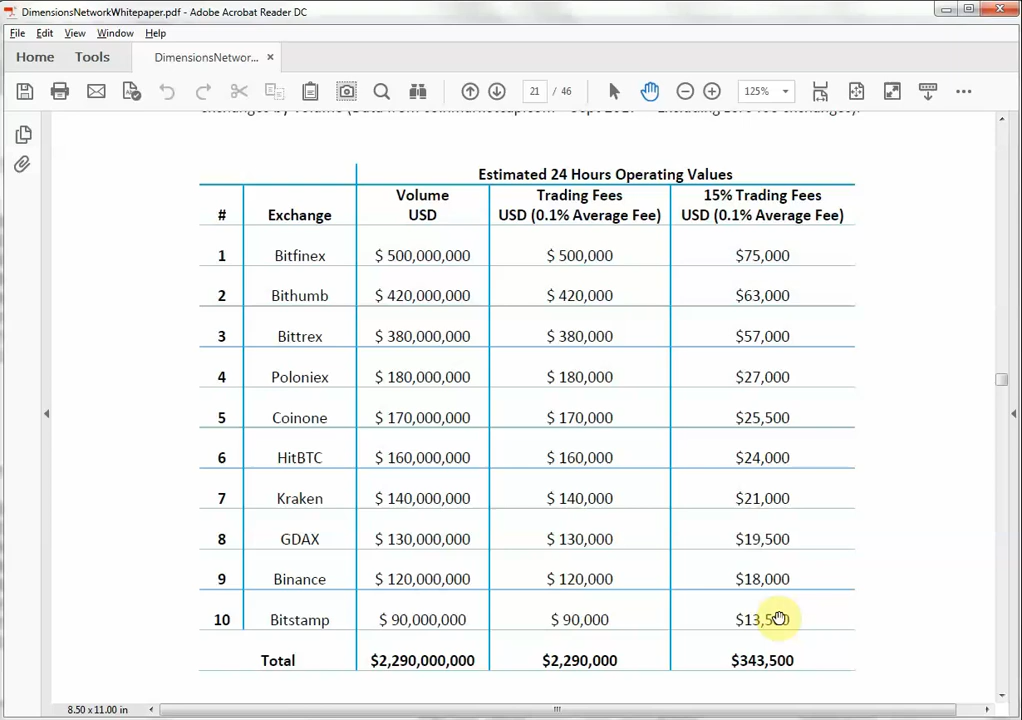 DimensionsNetworkWhitepaper.pdf - Adobe Acrobat Reader DC
File Edit View Window Help
Home Tools DimensionsNetwor... ×
21 / 46 125%
Estimated 24 Hours Operating Values
# Exchange Volume USD Trading Fees USD (0.1% Average Fee) 15% Trading Fees USD (0.1% Average Fee)
1 Bitfinex $ 500,000,000 $ 500,000 $75,000
2 Bithumb $ 420,000,000 $ 420,000 $63,000
3 Bittrex $ 380,000,000 $ 380,000 $57,000
4 Poloniex $ 180,000,000 $ 180,000 $27,000
5 Coinone $ 170,000,000 $ 170,000 $25,500
6 HitBTC $ 160,000,000 $ 160,000 $24,000
7 Kraken $ 140,000,000 $ 140,000 $21,000
8 GDAX $ 130,000,000 $ 130,000 $19,500
9 Binance $ 120,000,000 $ 120,000 $18,000
10 Bitstamp $ 90,000,000 $ 90,000 $13,500
Total $2,290,000,000 $2,290,000 $343,500
8.50 x 11.00 in